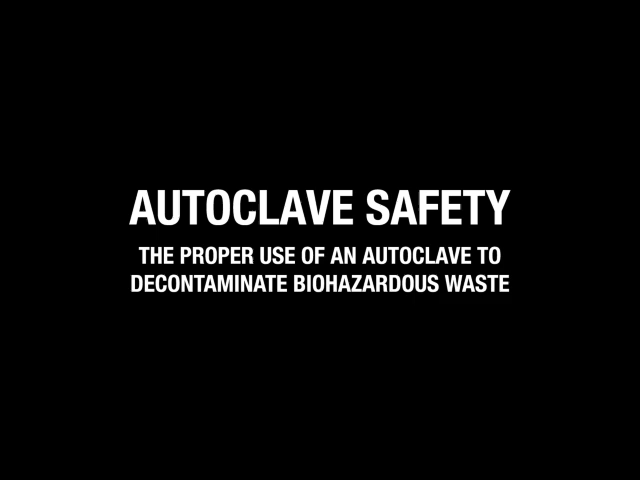 AUTOCLAVE SAFETY
THE PROPER USE OF AN AUTOCLAVE TO
DECONTAMINATE BIOHAZARDOUS WASTE